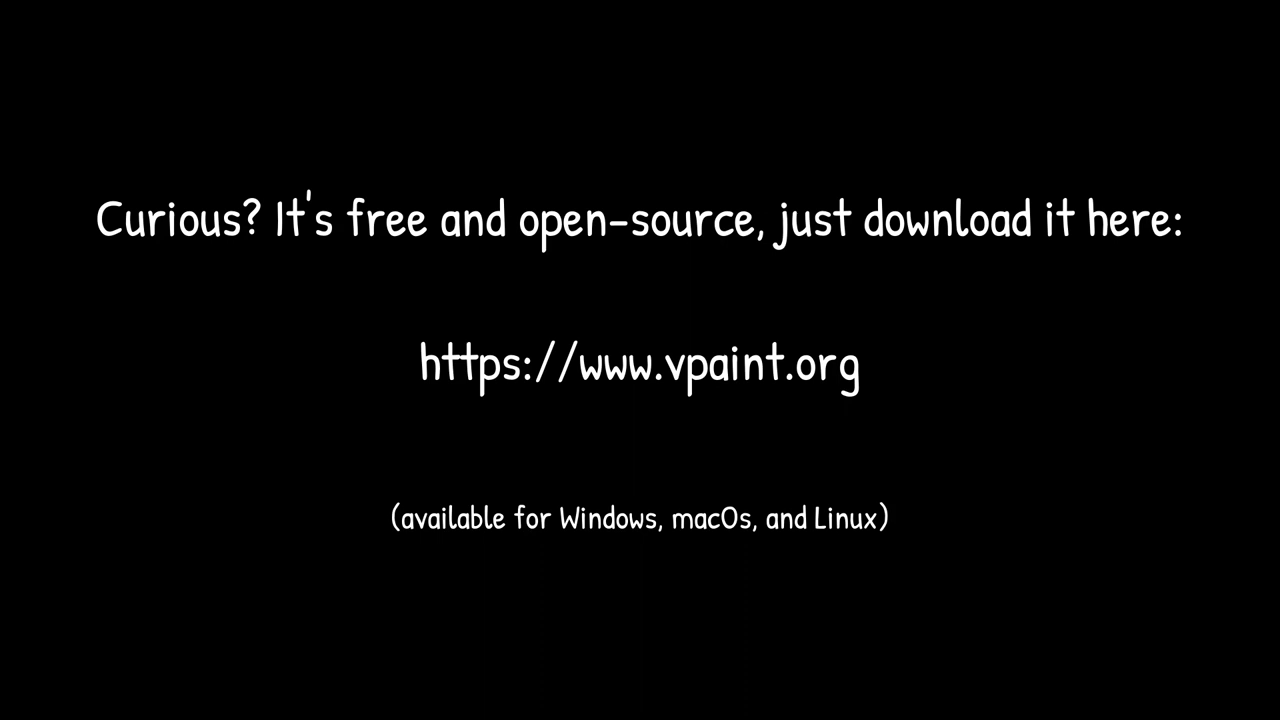 Curious? It's free and open-source, just download it here:
https://www.vpaint.org
(available for Windows, macOs, and Linux)